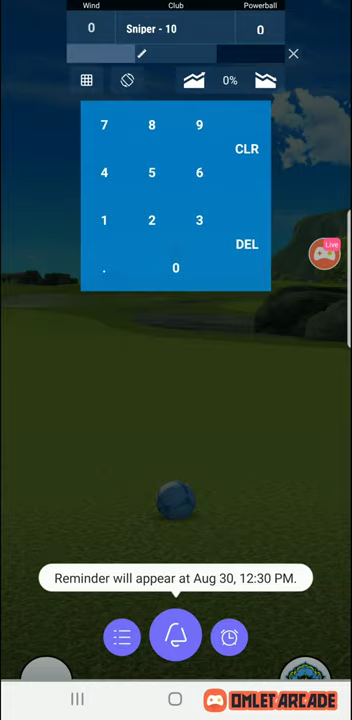 Wind Club Powerball
0 Sniper - 10 0
0%
7 8 9
CLR
4 5 6
1 2 3
DEL
. 0
Live
Reminder will appear at Aug 30, 12:30 PM.
OMLET ARCADE